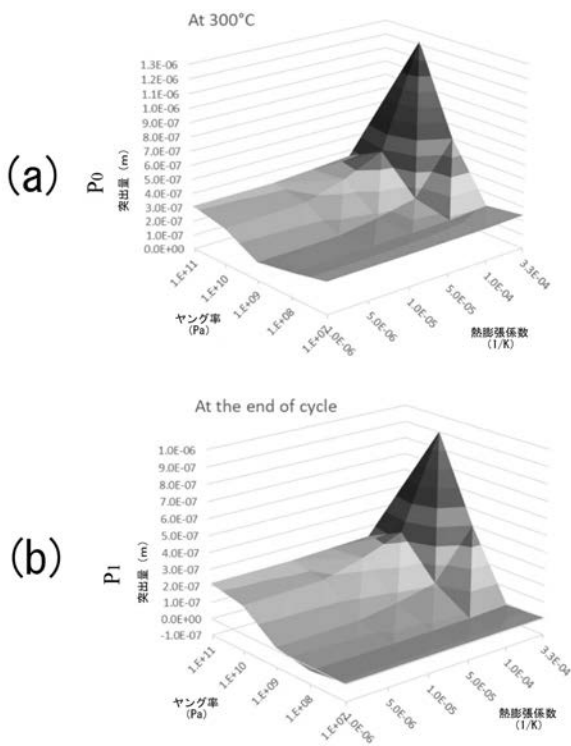 At 300°C
(a)
P0
突出量 (m)
1.3E-06
1.2E-06
1.1E-06
1.0E-06
9.0E-07
8.0E-07
7.0E-07
6.0E-07
5.0E-07
4.0E-07
3.0E-07
2.0E-07
1.0E-07
0.0E+00
1.E+11
1.E+10
1.E+09
1.E+08
1.E+07
ヤング率
(Pa)
1.0E-06
5.0E-06
1.0E-05
5.0E-05
1.0E-04
3.3E-04
熱膨張係数
(1/K)
At the end of cycle
(b)
P1
突出量 (m)
1.0E-06
9.0E-07
8.0E-07
7.0E-07
6.0E-07
5.0E-07
4.0E-07
3.0E-07
2.0E-07
1.0E-07
0.0E+00
-1.0E-07
1.E+11
1.E+10
1.E+09
1.E+08
1.E+07
ヤング率
(Pa)
1.0E-06
5.0E-06
1.0E-05
5.0E-05
1.0E-04
3.3E-04
熱膨張係数
(1/K)